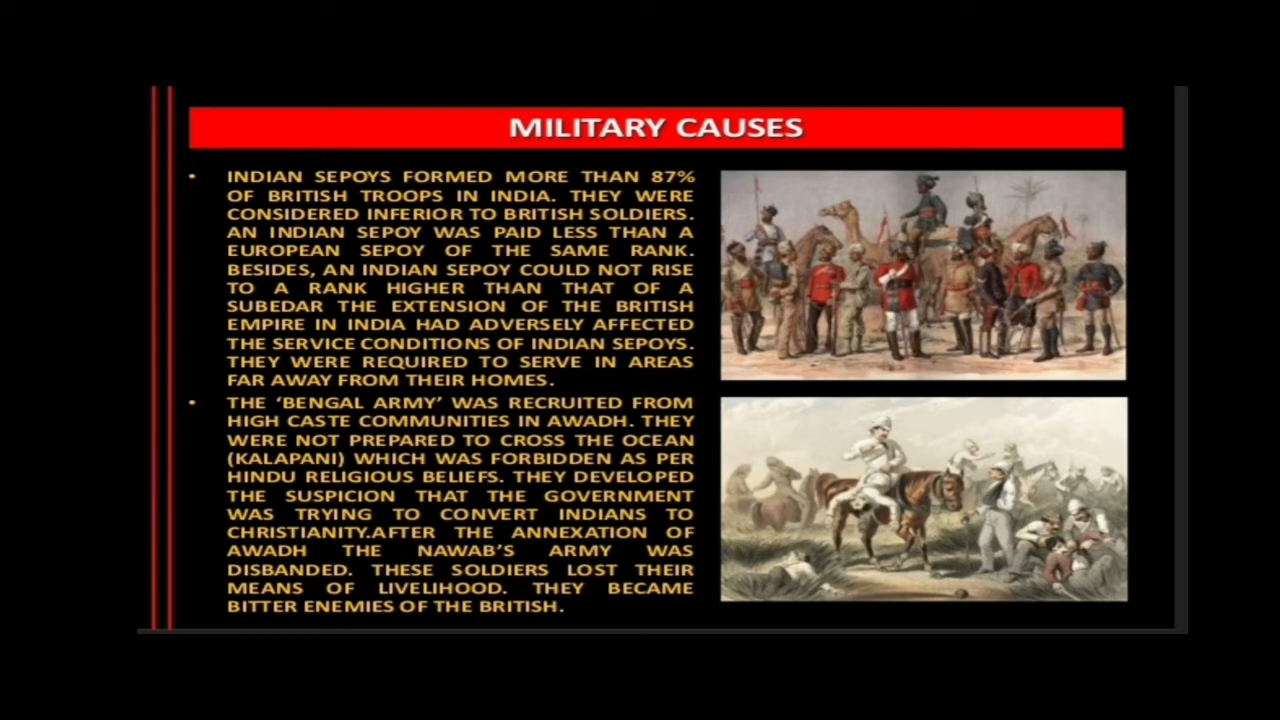 MILITARY CAUSES
• INDIAN SEPOYS FORMED MORE THAN 87%
OF BRITISH TROOPS IN INDIA. THEY WERE
CONSIDERED INFERIOR TO BRITISH SOLDIERS.
AN INDIAN SEPOY WAS PAID LESS THAN A
EUROPEAN SEPOY OF THE SAME RANK.
BESIDES, AN INDIAN SEPOY COULD NOT RISE
TO A RANK HIGHER THAN THAT OF A
SUBEDAR THE EXTENSION OF THE BRITISH
EMPIRE IN INDIA HAD ADVERSELY AFFECTED
THE SERVICE CONDITIONS OF INDIAN SEPOYS.
THEY WERE REQUIRED TO SERVE IN AREAS
FAR AWAY FROM THEIR HOMES.
• THE ‘BENGAL ARMY’ WAS RECRUITED FROM
HIGH CASTE COMMUNITIES IN AWADH. THEY
WERE NOT PREPARED TO CROSS THE OCEAN
(KALAPANI) WHICH WAS FORBIDDEN AS PER
HINDU RELIGIOUS BELIEFS. THEY DEVELOPED
THE SUSPICION THAT THE GOVERNMENT
WAS TRYING TO CONVERT INDIANS TO
CHRISTIANITY.AFTER THE ANNEXATION OF
AWADH THE NAWAB’S ARMY WAS
DISBANDED. THESE SOLDIERS LOST THEIR
MEANS OF LIVELIHOOD. THEY BECAME
BITTER ENEMIES OF THE BRITISH.